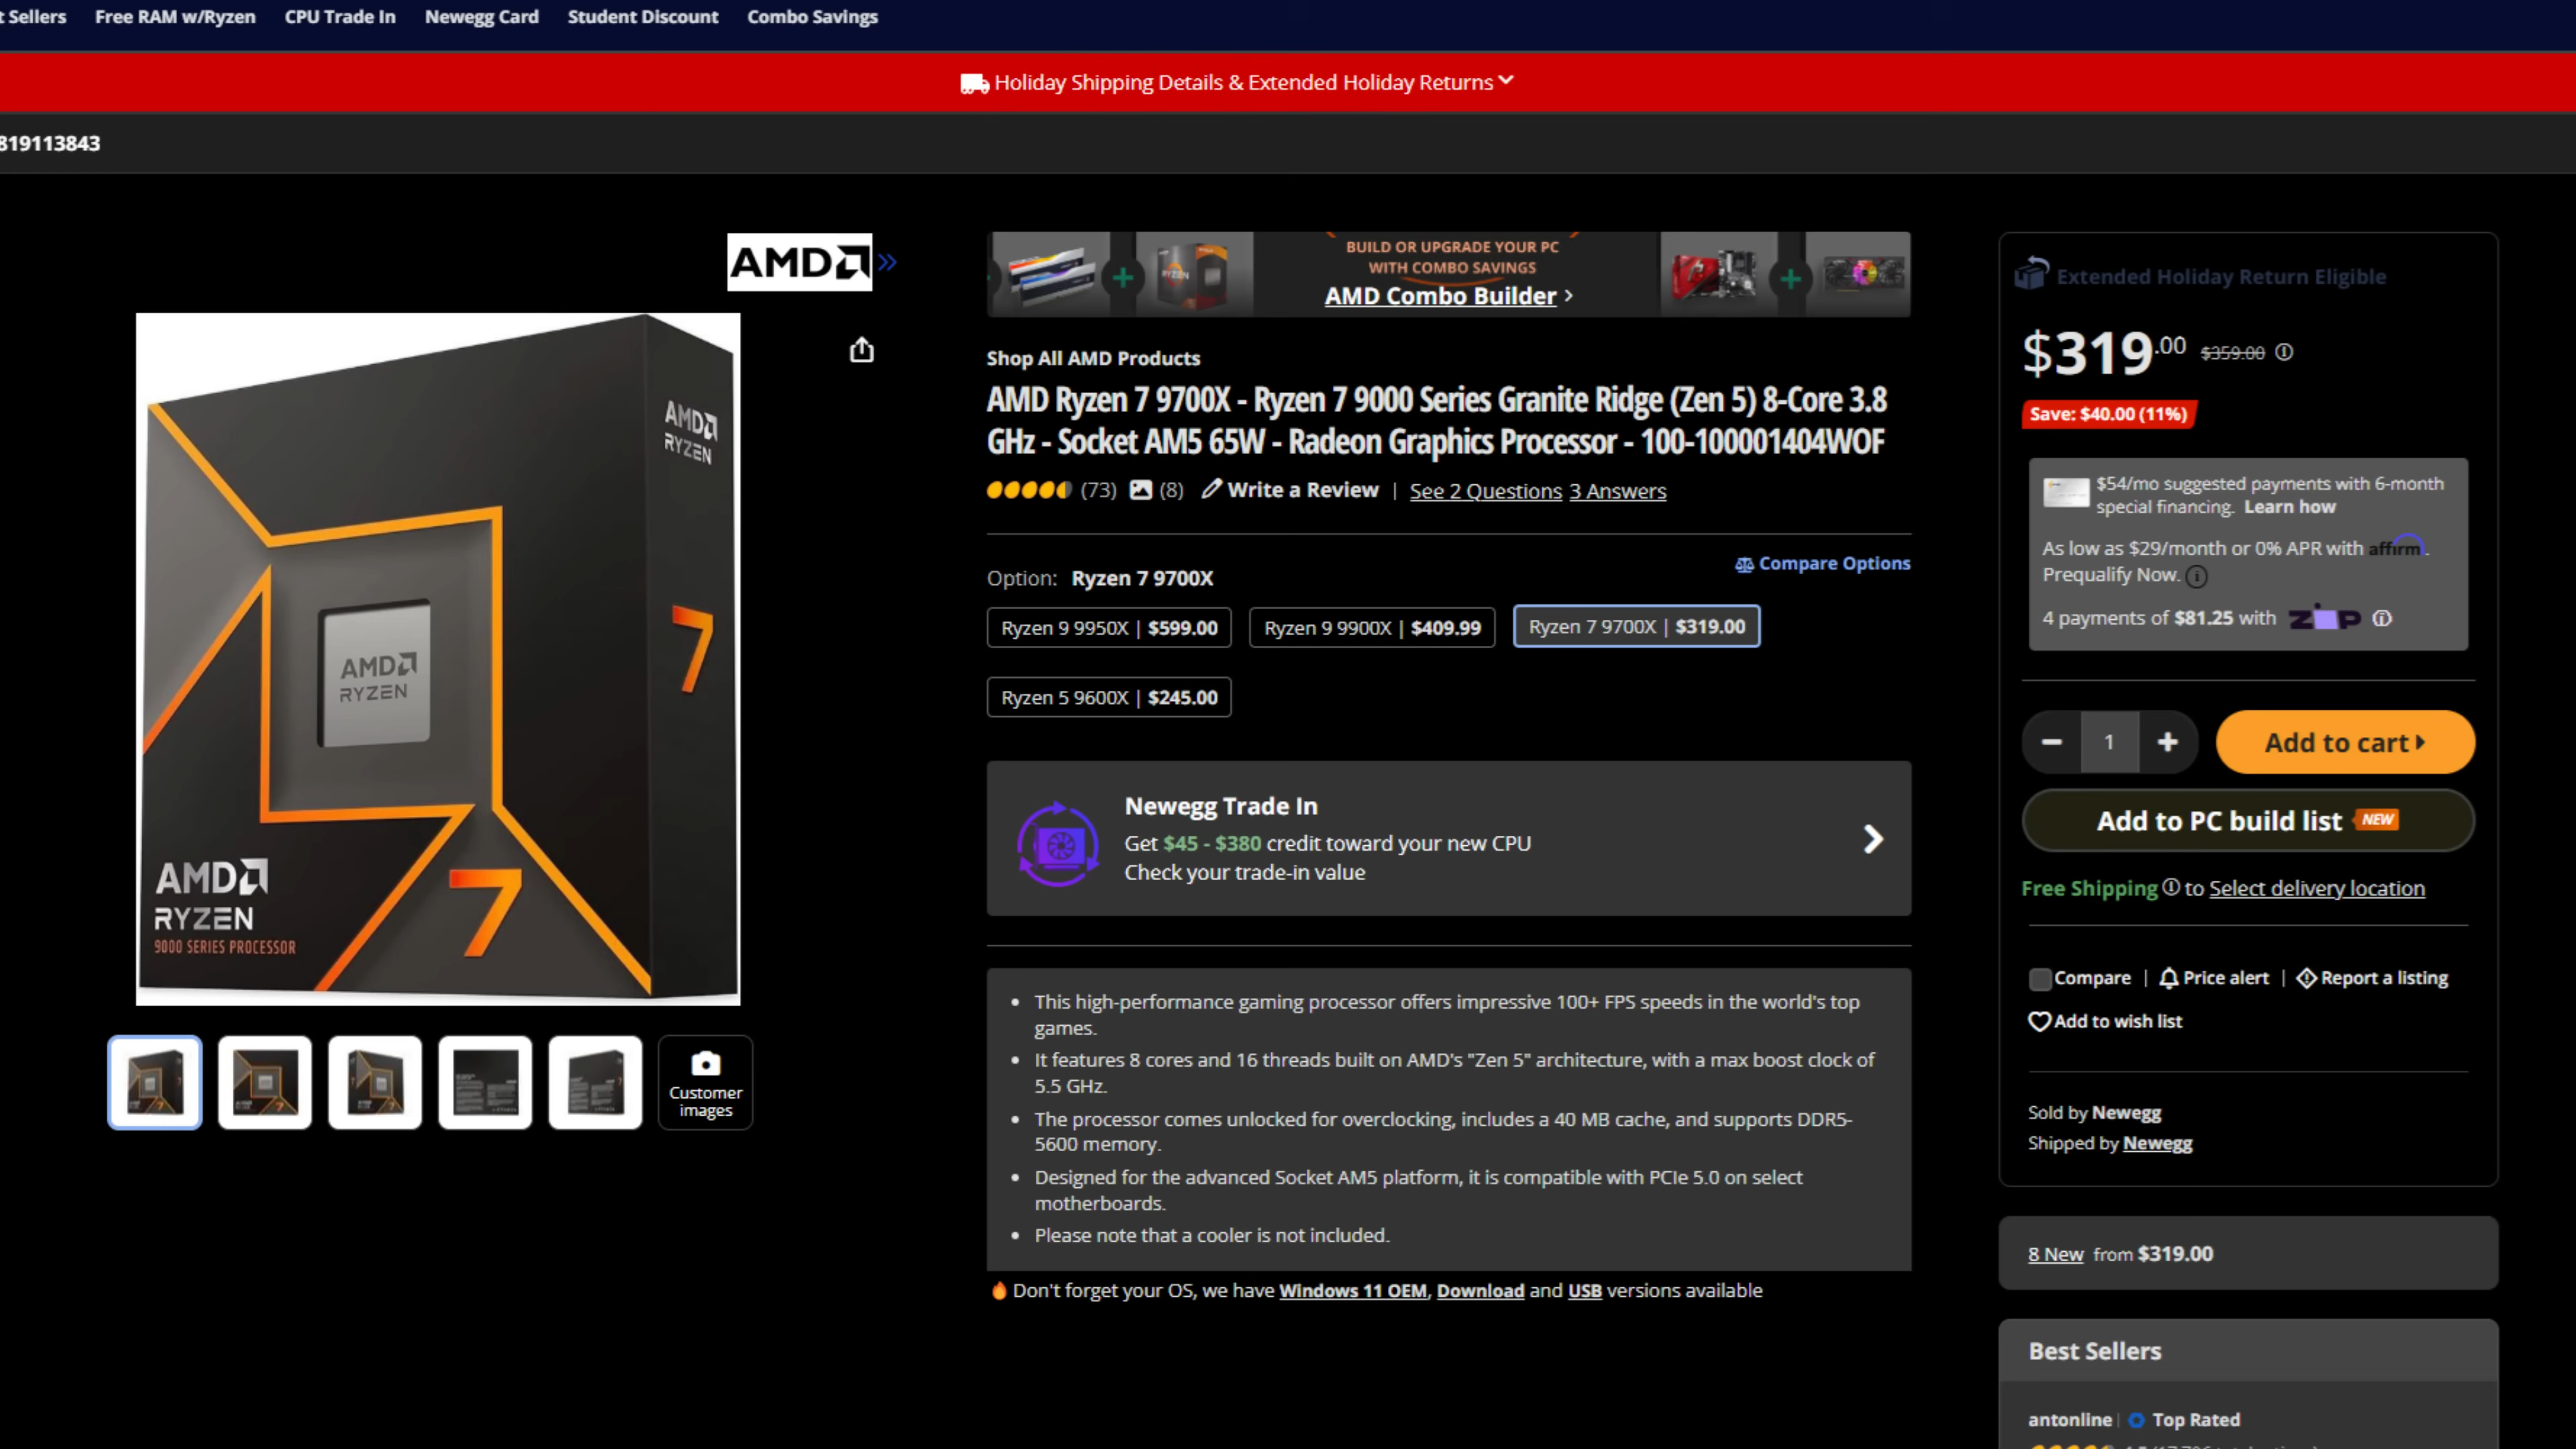 t Sellers Free RAM w/Ryzen CPU Trade In Newegg Card Student Discount Combo Savings
Holiday Shipping Details & Extended Holiday Returns
819113843
AMD
AMD
RYZEN
7
AMD
RYZEN
AMD
RYZEN
9000 SERIES PROCESSOR
7
Customer
images
RYZEN
BUILD OR UPGRADE YOUR PC
WITH COMBO SAVINGS
AMD Combo Builder
Shop All AMD Products
AMD Ryzen 7 9700X - Ryzen 7 9000 Series Granite Ridge (Zen 5) 8-Core 3.8
GHz - Socket AM5 65W - Radeon Graphics Processor - 100-100001404WOF
(73) (8) Write a Review | See 2 Questions 3 Answers
Compare Options
Option: Ryzen 7 9700X
Ryzen 9 9950X | $599.00 Ryzen 9 9900X | $409.99 Ryzen 7 9700X | $319.00
Ryzen 5 9600X | $245.00
Newegg Trade In
Get $45 - $380 credit toward your new CPU
Check your trade-in value
This high-performance gaming processor offers impressive 100+ FPS speeds in the world's top
games.
It features 8 cores and 16 threads built on AMD's "Zen 5" architecture, with a max boost clock of
5.5 GHz.
The processor comes unlocked for overclocking, includes a 40 MB cache, and supports DDR5-
5600 memory.
Designed for the advanced Socket AM5 platform, it is compatible with PCIe 5.0 on select
motherboards.
Please note that a cooler is not included.
Don't forget your OS, we have Windows 11 OEM, Download and USB versions available
Extended Holiday Return Eligible
$319.00 $359.00
Save: $40.00 (11%)
$54/mo suggested payments with 6-month
special financing. Learn how
As low as $29/month or 0% APR with affirm.
Prequalify Now.
4 payments of $81.25 with ZIP
− 1 + Add to cart
Add to PC build list NEW
Free Shipping to Select delivery location
Compare | Price alert | Report a listing
Add to wish list
Sold by Newegg
Shipped by Newegg
8 New from $319.00
Best Sellers
antonline | Top Rated